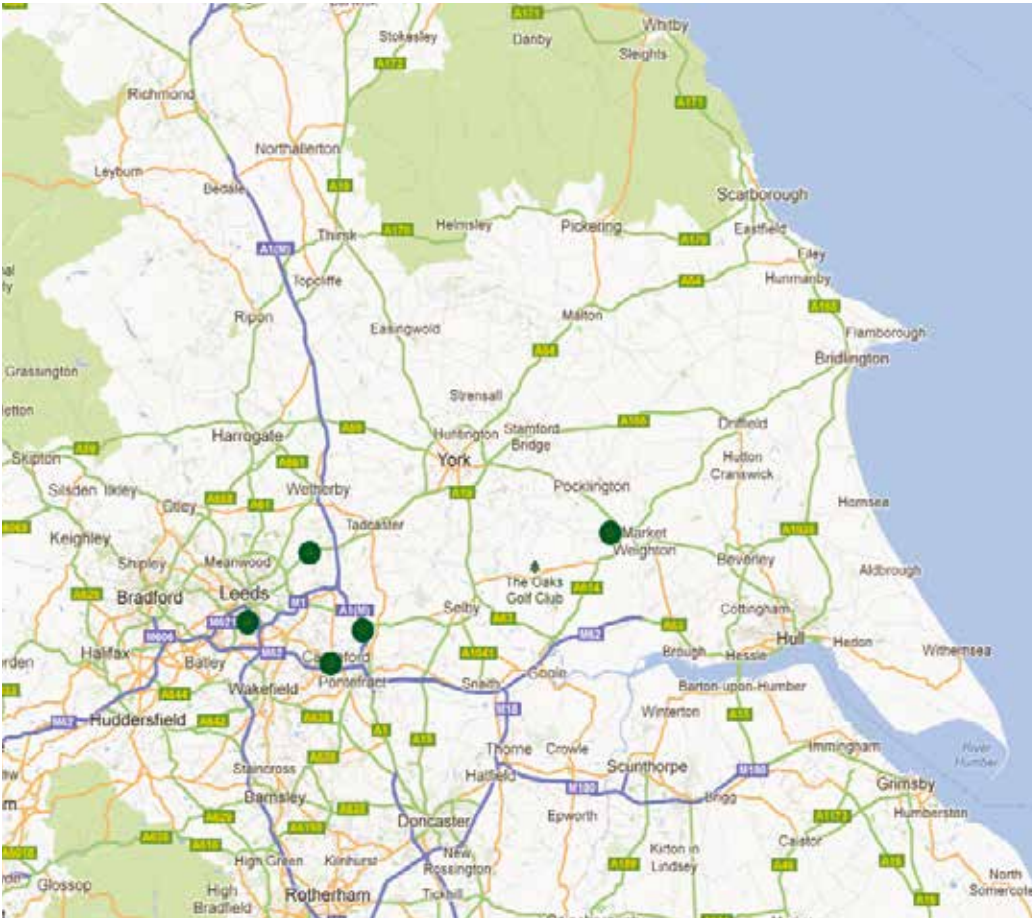 A171
Whitby
Stokesley
Danby
Sleights
A172
Richmond
A171
Northallerton
Leyburn
Bedale
A19
Scarborough
Helmsley
Pickering
Thirsk
A170
A170
Eastfield
A1(M)
Filey
Topcliffe
A64
Hunmanby
Ripon
Malton
A165
Easingwold
Flamborough
A64
Bridlington
Grassington
Strensall
A59
A166
Harrogate
Huntington
Stamford
Bridge
Driffield
Skipton
A59
York
A661
Hutton
Cranswick
Silsden
Ilkley
Wetherby
A19
Pocklington
A658
A61
Otley
Hornsea
Tadcaster
Keighley
Market
Weighton
A1035
Shipley
Meanwood
Beverley
Aldbrough
The Oaks
Golf Club
A614
Bradford
Leeds
M1
A629
A1(M)
Selby
A63
Cottingham
M621
M62
A63
M606
Hull
Hedon
Withernsea
Halifax
Batley
M62
Castleford
A1041
Brough
Hessle
Wakefield
Pontefract
Snaith
Goole
Barton-upon-Humber
A644
M62
Huddersfield
A642
A628
M18
Winterton
A15
A1
A19
Thorne
Crowle
Immingham
River
Humber
Staincross
Hatfield
Scunthorpe
M180
Barnsley
M180
Brigg
Grimsby
A629
A635
Epworth
Humberston
Doncaster
A1173
A616
Caistor
High Green
Kilnhurst
New
Rossington
Kirton in
Lindsey
A46
Glossop
High
Bradfield
Rotherham
Tickhill
North
A18